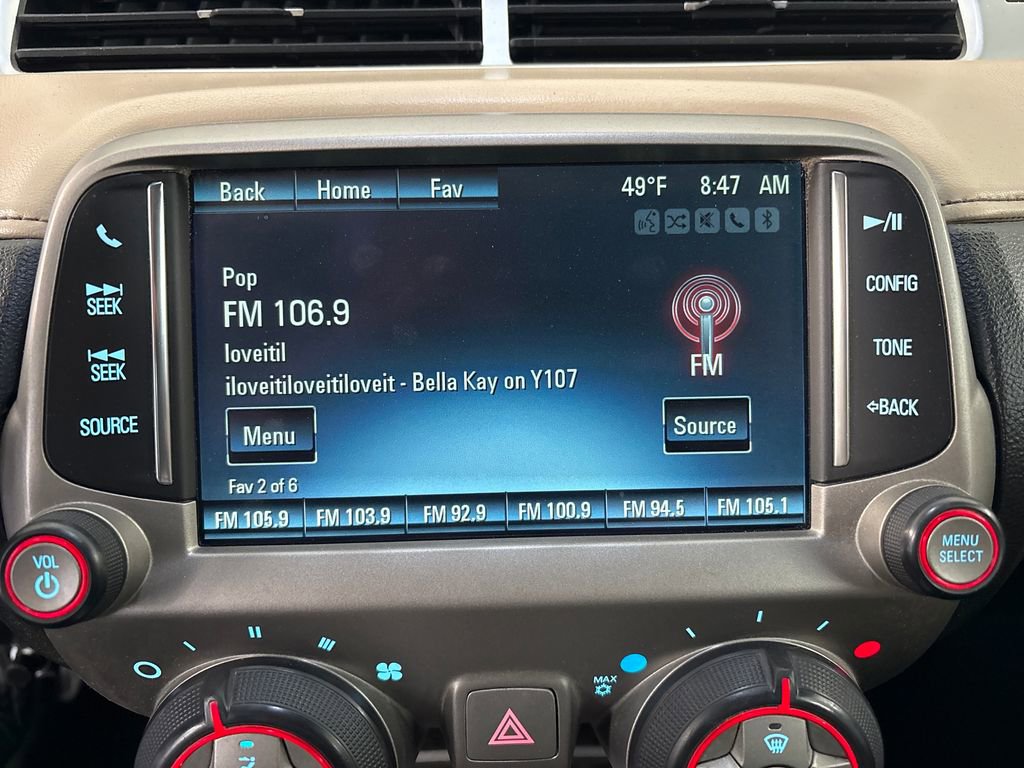 Back Home Fav 49°F 8:47 AM
Pop
FM 106.9
iloveitil
iloveitiloveitiloveit - Bella Kay on Y107
FM
Menu
Source
Fav 2 of 6
FM 105.9 FM 103.9 FM 92.9 FM 100.9 FM 94.5 FM 105.1
SEEK
SEEK
SOURCE
CONFIG
TONE
BACK
VOL
MENU
SELECT
MAX